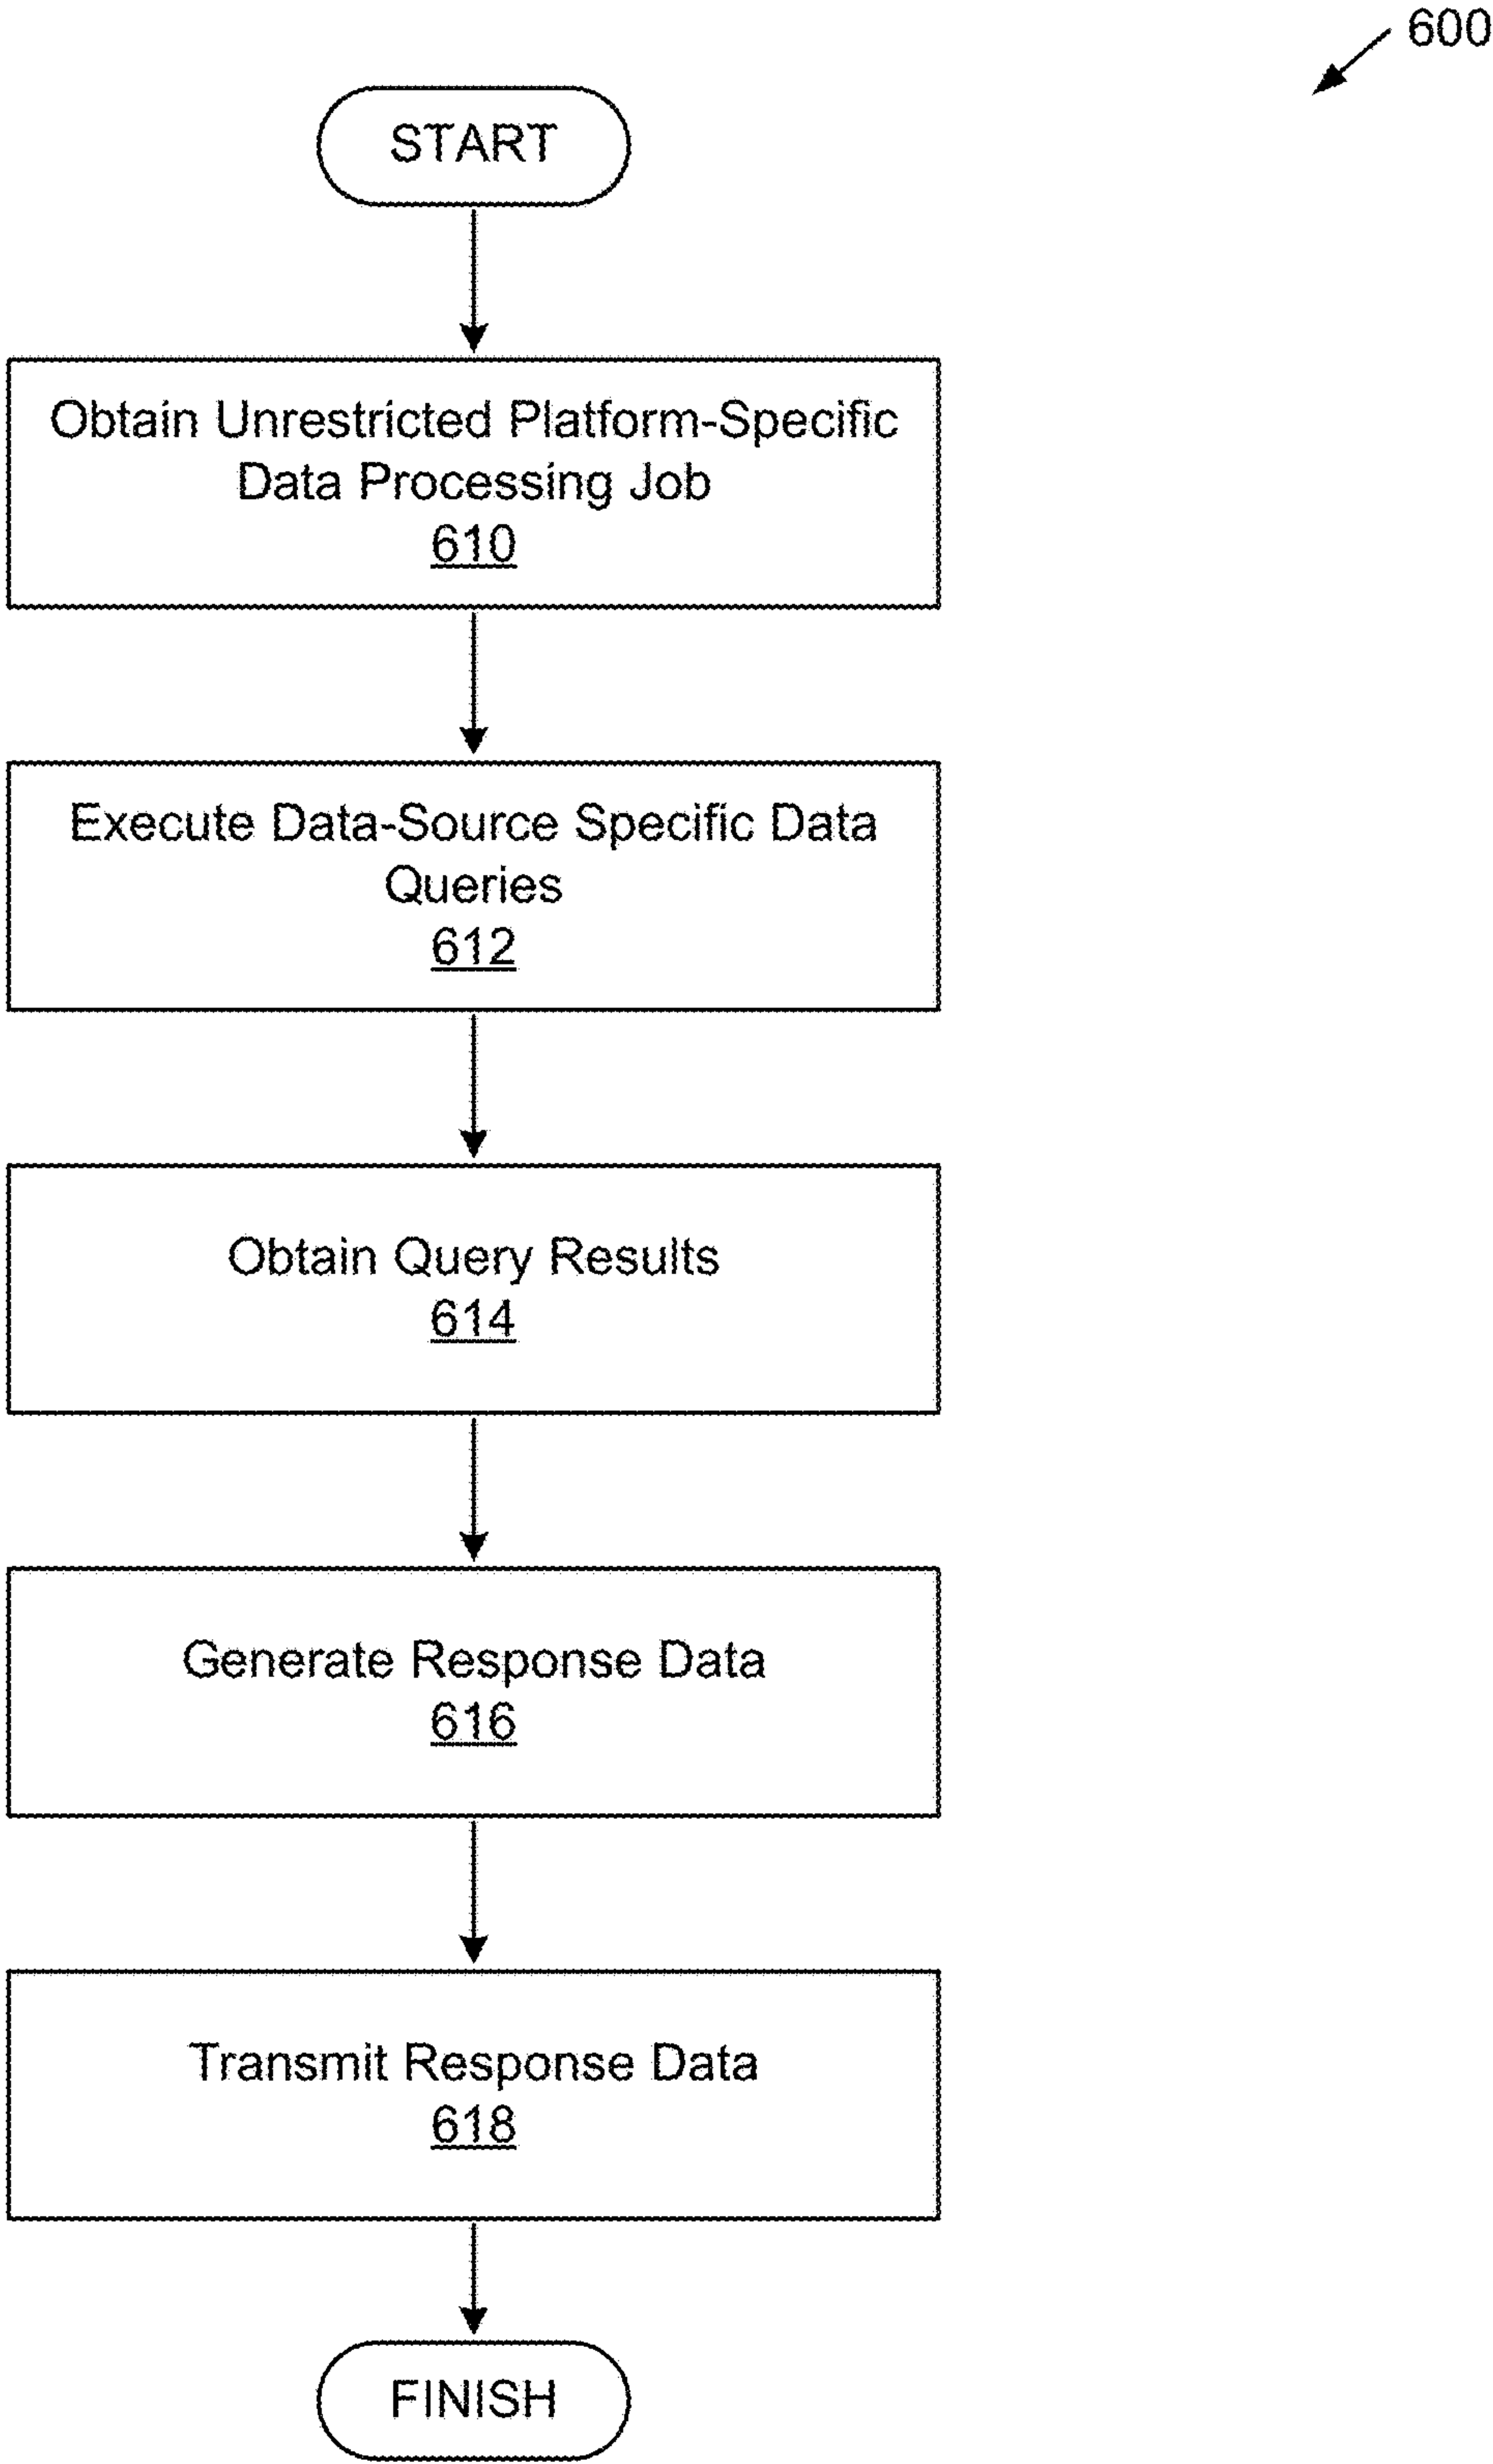 600
START
Obtain Unrestricted Platform-Specific
Data Processing Job
610
Execute Data-Source Specific Data
Queries
612
Obtain Query Results
614
Generate Response Data
616
Transmit Response Data
618
FINISH